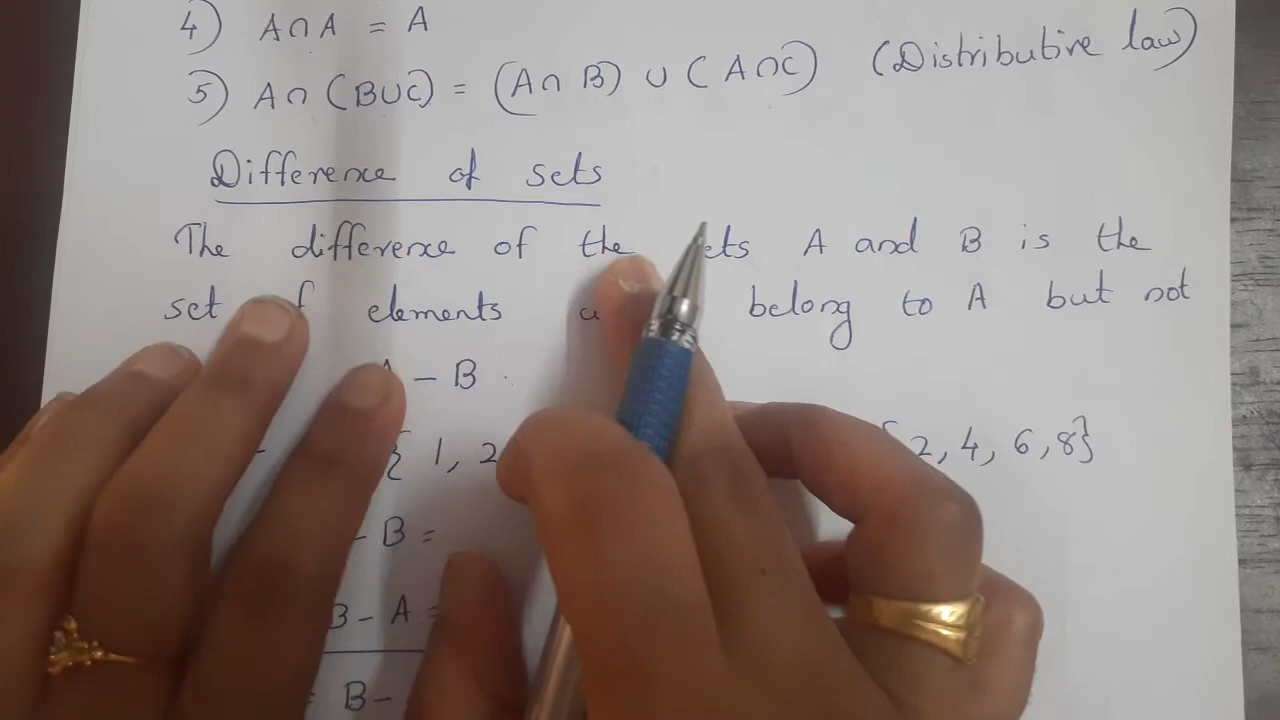 4) A∩A = A
5) A∩(B∪C) = (A∩B) ∪ (A∩C) (Distributive law)
Difference of sets
The difference of the A and B is the
set elements belong to A but not
- B
{ 1, 2 2, 4, 6, 8}
- B =
B - A =
B -